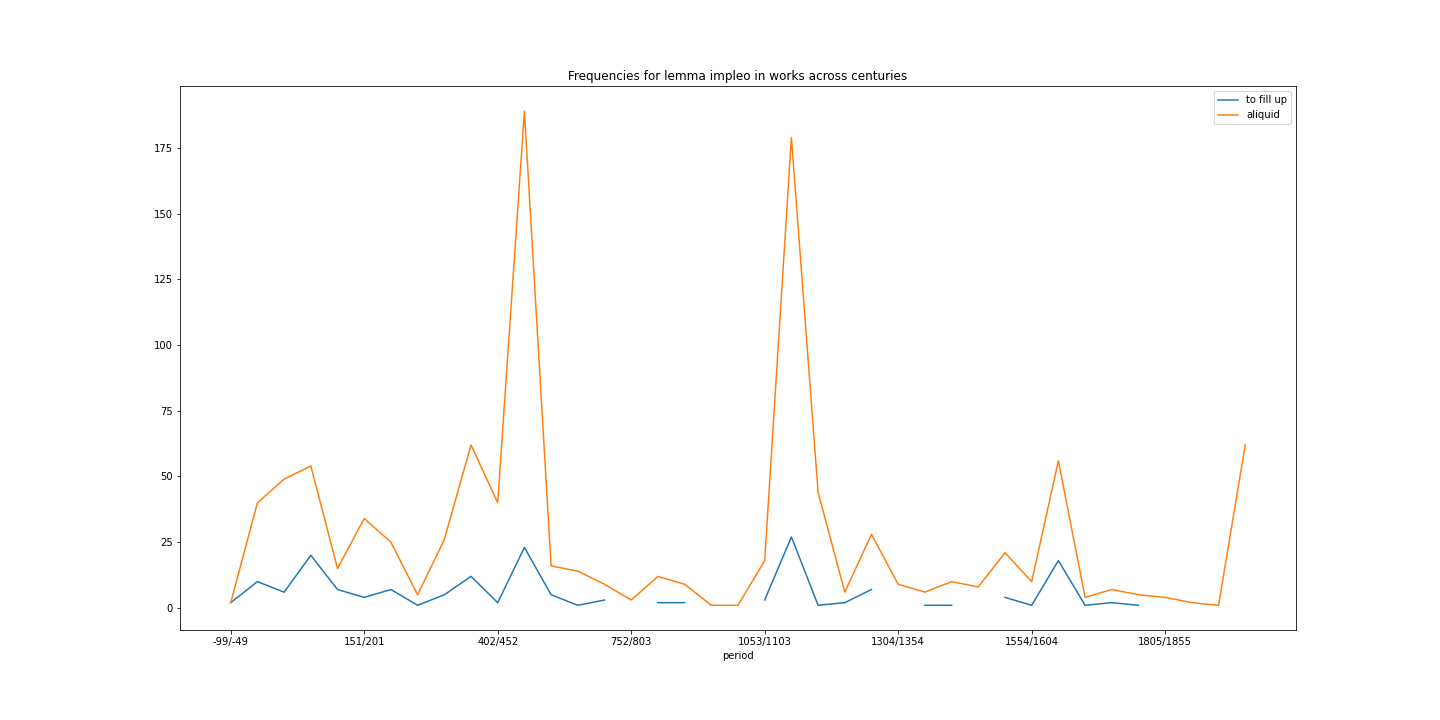 Frequencies for lemma impleo in works across centuries
to fill up
aliquid
175
150
125
100
75
50
25
0
-99/-49 151/201 402/452 752/803 1053/1103 1304/1354 1554/1604 1805/1855
period